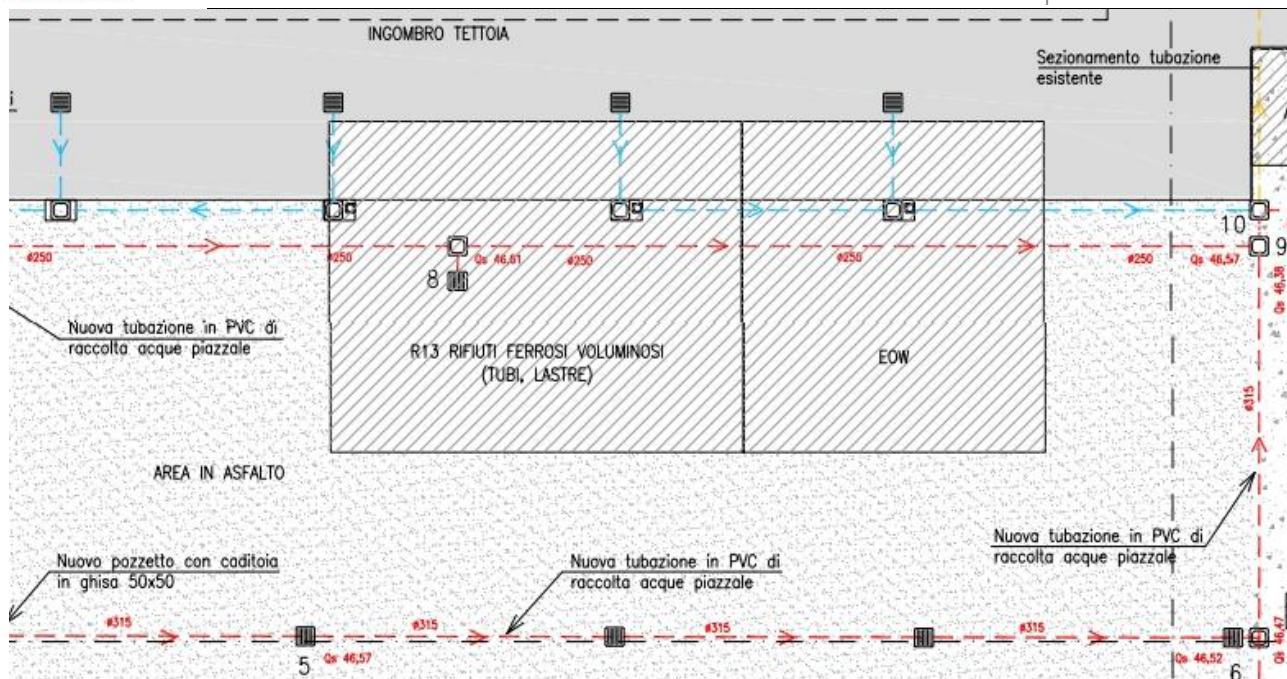 INGOMBRO TETTOIA
Sezionamento tubazione
esistente
i
10
9
ø250
ø250
Qs 46,61
ø250
ø250
ø250
Qs 46,57
Qs 46,38
8
Nuova tubazione in PVC di
raccolta acque piazzale
R13 RIFIUTI FERROSI VOLUMINOSI
(TUBI, LASTRE)
EOW
ø315
AREA IN ASFALTO
Nuovo pozzetto con caditoia
in ghisa 50x50
Nuova tubazione in PVC di
raccolta acque piazzale
Nuova tubazione in PVC di
raccolta acque piazzale
ø315
ø315
ø315
ø315
5
Qs 46,57
Qs 46,52
6
Qs 46,47